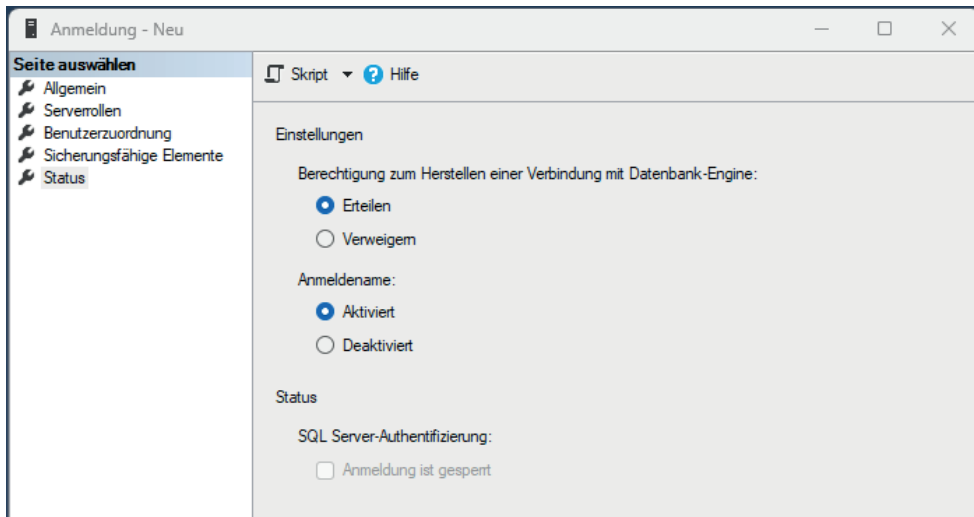 Anmeldung - Neu
Seite auswählen
Allgemein
Serverrollen
Benutzerzuordnung
Sicherungsfähige Elemente
Status
Skript
Hilfe
Einstellungen
Berechtigung zum Herstellen einer Verbindung mit Datenbank-Engine:
Erteilen
Verweigern
Anmeldename:
Aktiviert
Deaktiviert
Status
SQL Server-Authentifizierung:
Anmeldung ist gesperrt